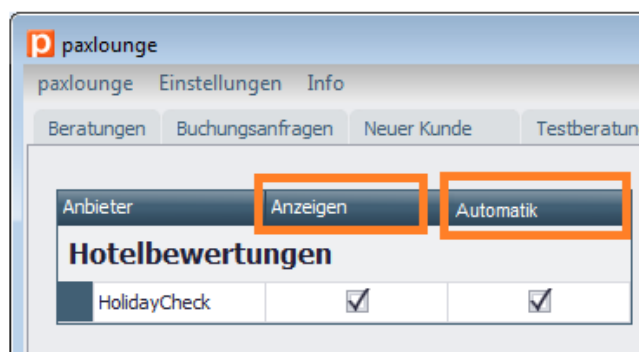 p paxlounge
paxlounge Einstellungen Info
Beratungen Buchungsanfragen Neuer Kunde Testberatun
Anbieter Anzeigen Automatik
Hotelbewertungen
HolidayCheck